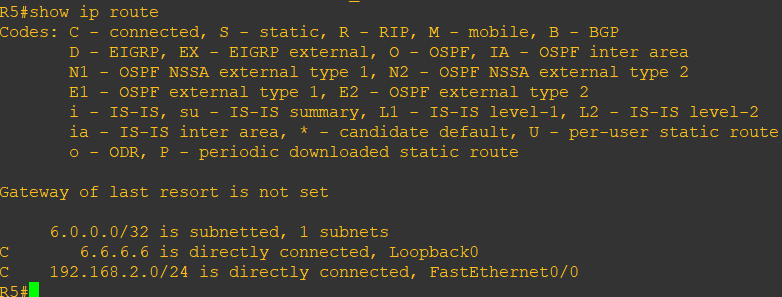 R5#show ip route
Codes: C - connected, S - static, R - RIP, M - mobile, B - BGP
       D - EIGRP, EX - EIGRP external, O - OSPF, IA - OSPF inter area
       N1 - OSPF NSSA external type 1, N2 - OSPF NSSA external type 2
       E1 - OSPF external type 1, E2 - OSPF external type 2
       i - IS-IS, su - IS-IS summary, L1 - IS-IS level-1, L2 - IS-IS level-2
       ia - IS-IS inter area, * - candidate default, U - per-user static route
       o - ODR, P - periodic downloaded static route
Gateway of last resort is not set
     6.0.0.0/32 is subnetted, 1 subnets
C       6.6.6.6 is directly connected, Loopback0
C    192.168.2.0/24 is directly connected, FastEthernet0/0
R5#